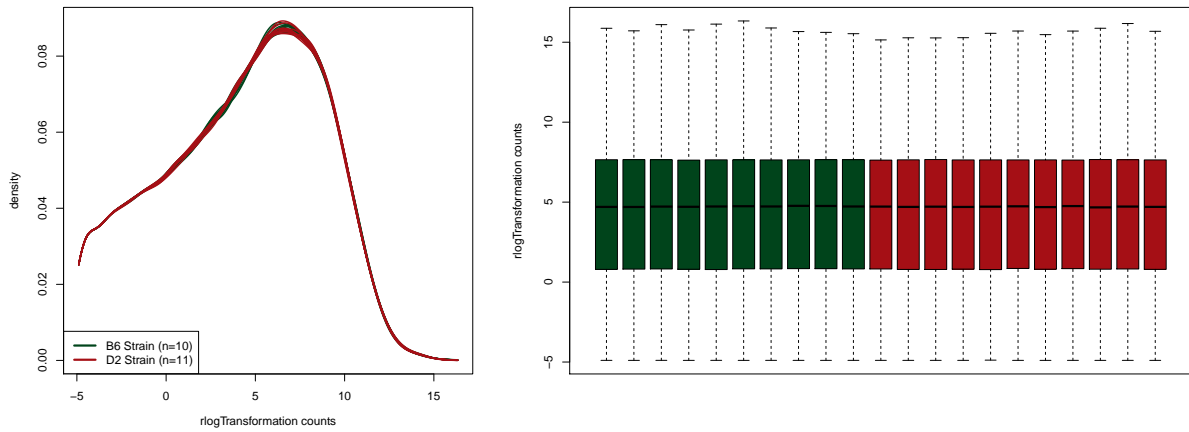 0.08
0.06
0.04
0.02
0.00
density
B6 Strain (n=10)
D2 Strain (n=11)
−5 0 5 10 15
rlogTransformation counts
15
10
5
0
−5
rlogTransformation counts